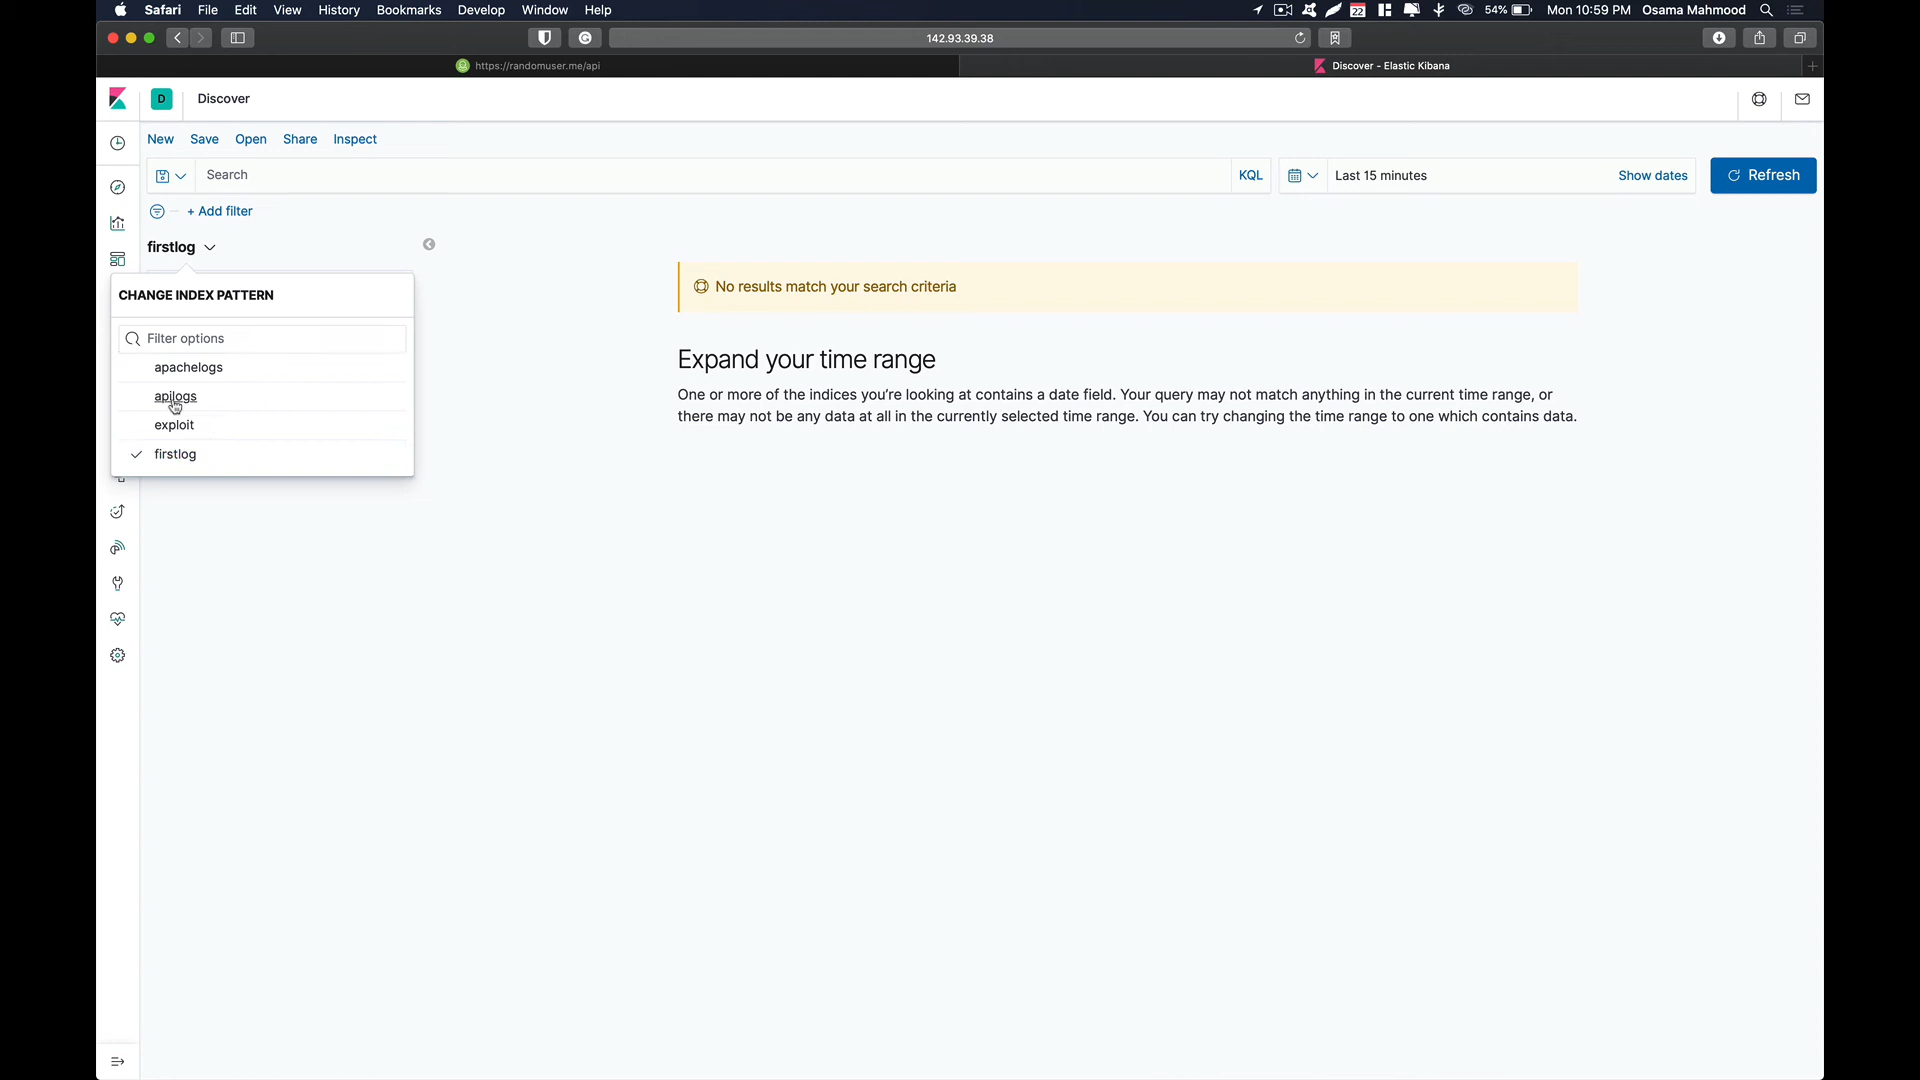 Safari File Edit View History Bookmarks Develop Window Help 22 54% Mon 10:59 PM Osama Mahmood
142.93.39.38
https://randomuser.me/api Discover - Elastic Kibana
D Discover
New Save Open Share Inspect
Search KQL Last 15 minutes Show dates Refresh
+ Add filter
firstlog
CHANGE INDEX PATTERN
Filter options
apachelogs
apilogs
exploit
firstlog
No results match your search criteria
Expand your time range
One or more of the indices you’re looking at contains a date field. Your query may not match anything in the current time range, or
there may not be any data at all in the currently selected time range. You can try changing the time range to one which contains data.